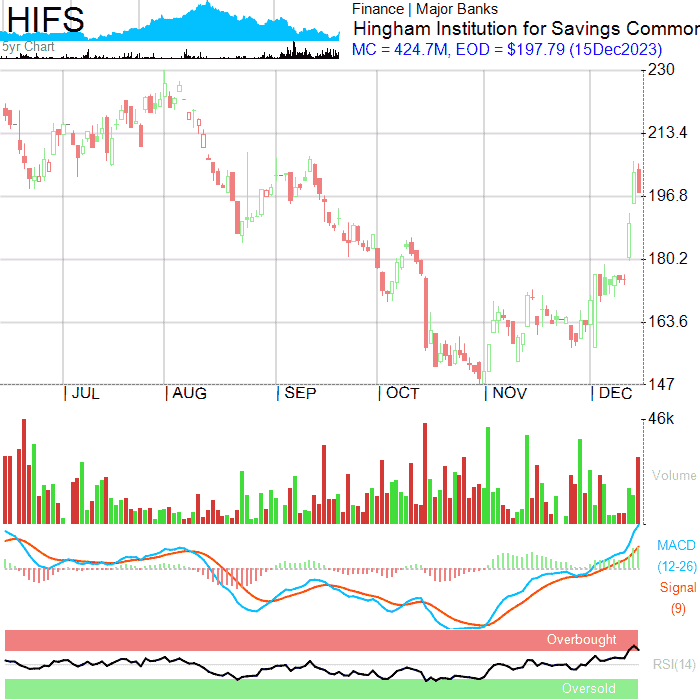 HIFS
5yr Chart
Finance | Major Banks
Hingham Institution for Savings Common
MC = 424.7M, EOD = $197.79 (15Dec2023)
230
213.4
196.8
180.2
163.6
147
| JUL | AUG | SEP | OCT | NOV | DEC
46k
Volume
MACD
(12-26)
Signal
(9)
Overbought
RSI(14)
Oversold